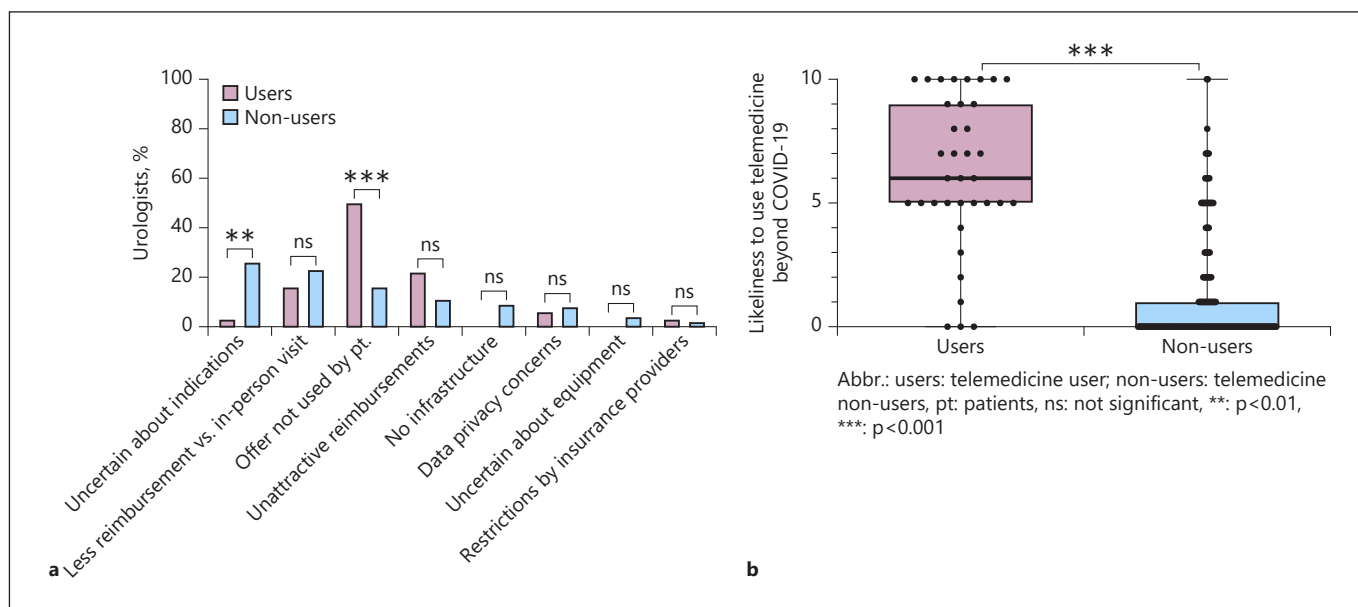 100
80
60
40
20
0
Urologists, %
Users
Non-users
**
ns
***
ns
ns
ns
ns
ns
Uncertain about indications
Less reimbursement vs. in-person visit
Offer not used by pt.
Unattractive reimbursements
No infrastructure
Data privacy concerns
Uncertain about equipment
Restrictions by insurrance providers
a
***
10
5
0
Likeliness to use telemedicine
beyond COVID-19
Users
Non-users
Abbr.: users: telemedicine user; non-users: telemedicine
non-users, pt: patients, ns: not significant, **: p<0.01,
***: p<0.001
b